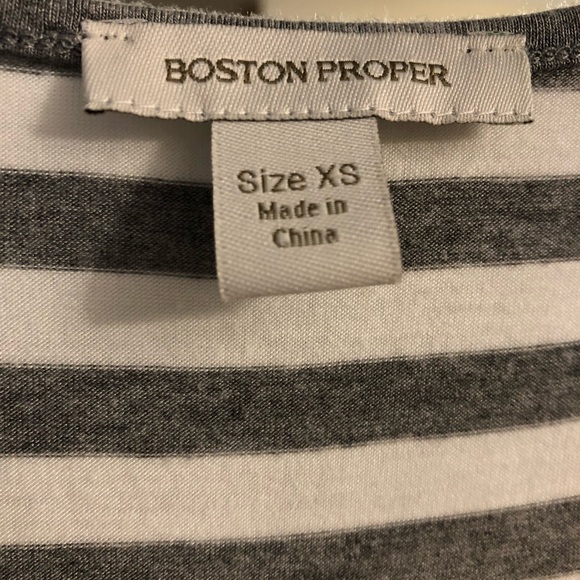 BOSTON PROPER
Size XS
Made in
China